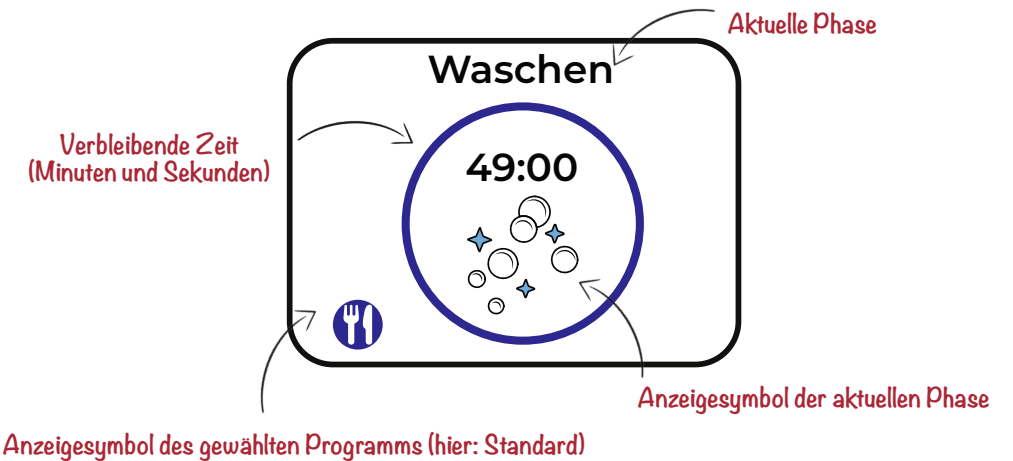 Aktuelle Phase
Waschen
Verbleibende Zeit
(Minuten und Sekunden)
49:00
Anzeigesymbol der aktuellen Phase
Anzeigesymbol des gewählten Programms (hier: Standard)